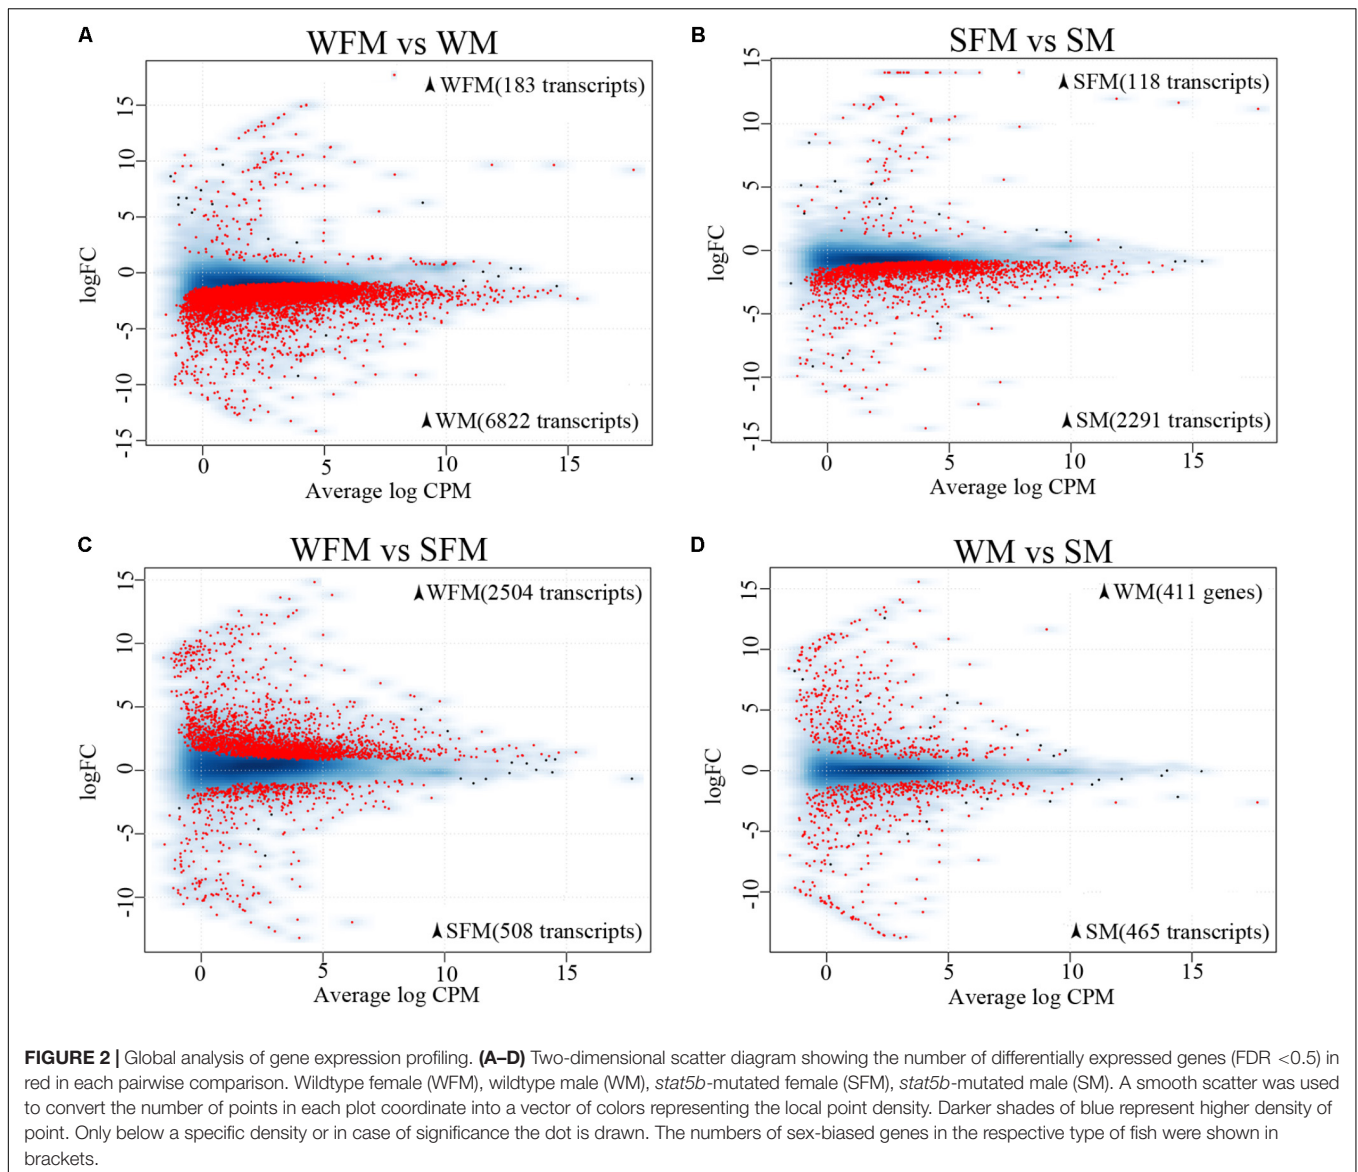 A
WFM vs WM
WFM(183 transcripts)
logFC
15
10
5
0
-5
-10
-15
WM(6822 transcripts)
0 5 10 15
Average log CPM
B
SFM vs SM
SFM(118 transcripts)
logFC
15
10
5
0
-5
-10
-15
SM(2291 transcripts)
0 5 10 15
Average log CPM
C
WFM vs SFM
WFM(2504 transcripts)
logFC
15
10
5
0
-5
-10
SFM(508 transcripts)
0 5 10 15
Average log CPM
D
WM vs SM
WM(411 genes)
logFC
15
10
5
0
-5
-10
SM(465 transcripts)
0 5 10 15
Average log CPM
FIGURE 2 | Global analysis of gene expression profiling. (A–D) Two-dimensional scatter diagram showing the number of differentially expressed genes (FDR <0.5) in
red in each pairwise comparison. Wildtype female (WFM), wildtype male (WM), stat5b-mutated female (SFM), stat5b-mutated male (SM). A smooth scatter was used
to convert the number of points in each plot coordinate into a vector of colors representing the local point density. Darker shades of blue represent higher density of
point. Only below a specific density or in case of significance the dot is drawn. The numbers of sex-biased genes in the respective type of fish were shown in
brackets.